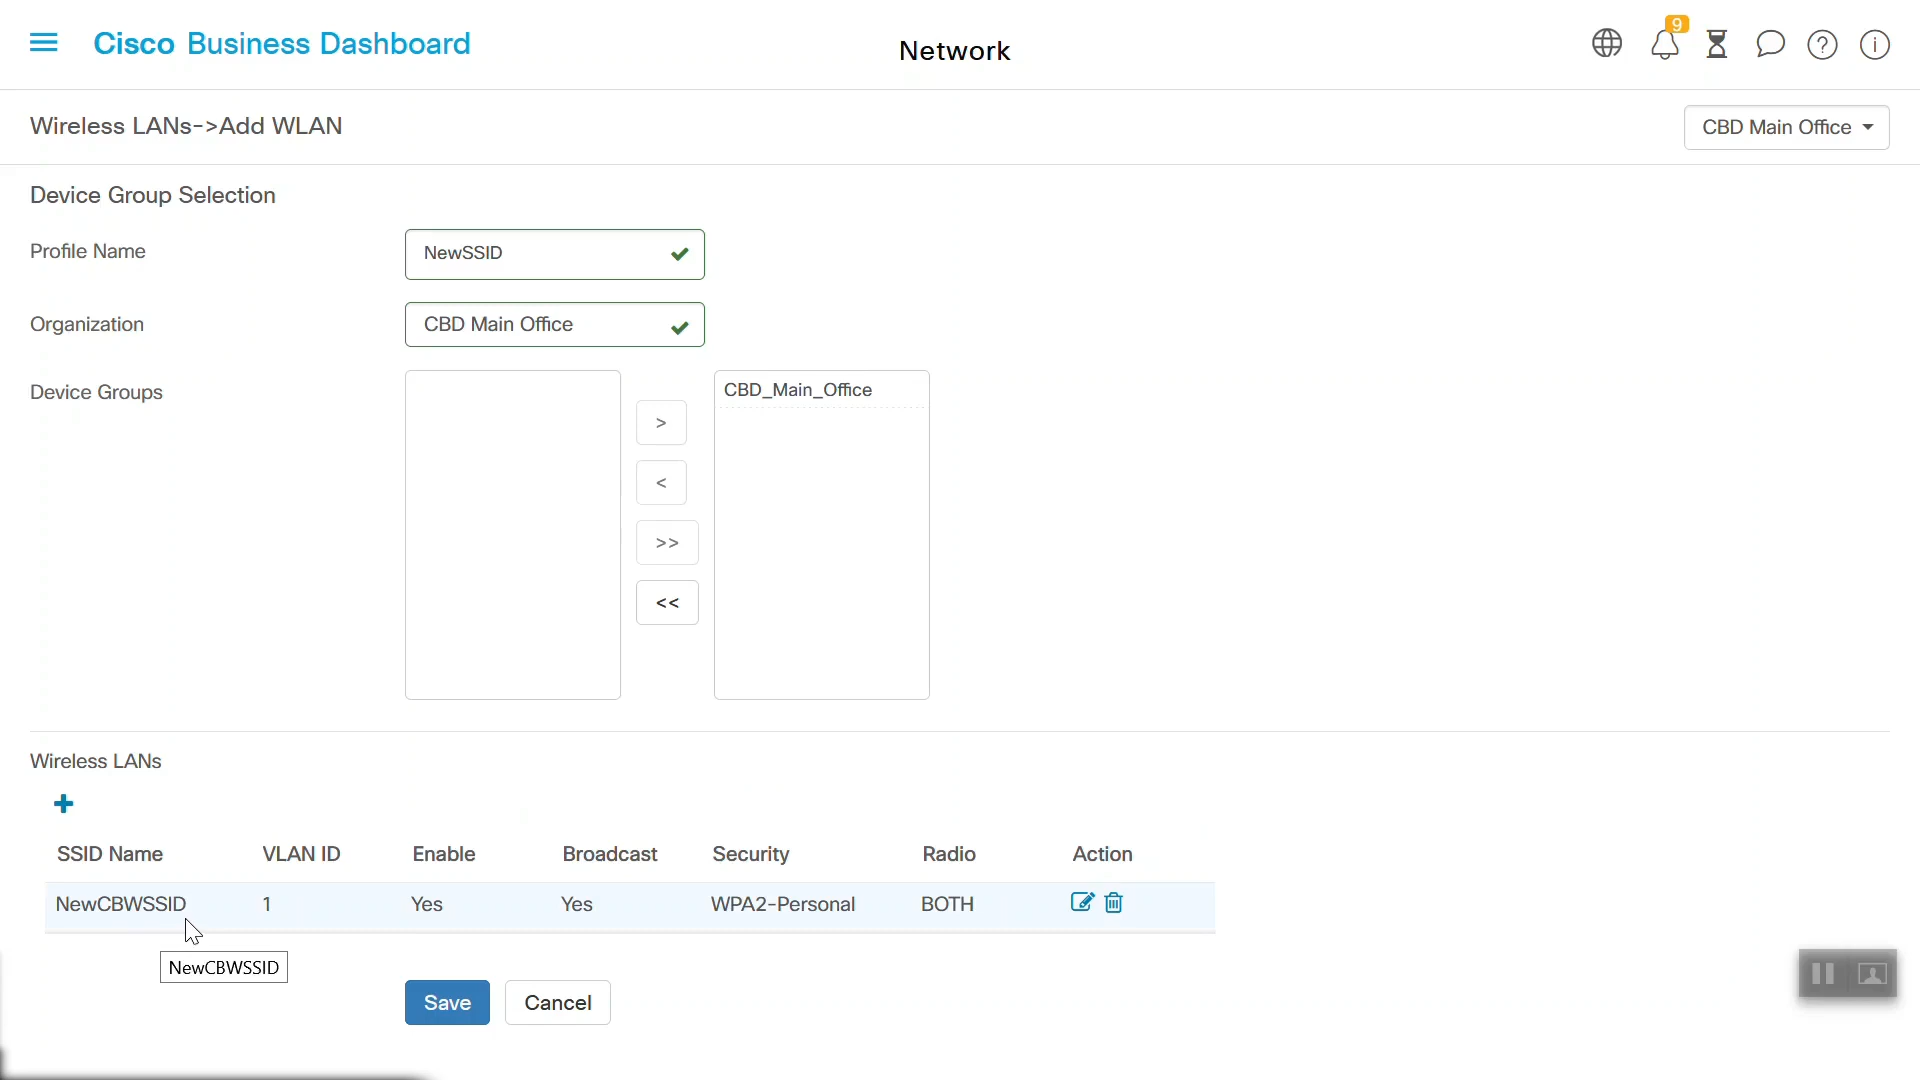 Cisco Business Dashboard
Network
9
Wireless LANs->Add WLAN
CBD Main Office
Device Group Selection
Profile Name
NewSSID
Organization
CBD Main Office
Device Groups
CBD_Main_Office
>
<
>>
<<
Wireless LANs
SSID Name VLAN ID Enable Broadcast Security Radio Action
NewCBWSSID 1 Yes Yes WPA2-Personal BOTH
NewCBWSSID
Save Cancel